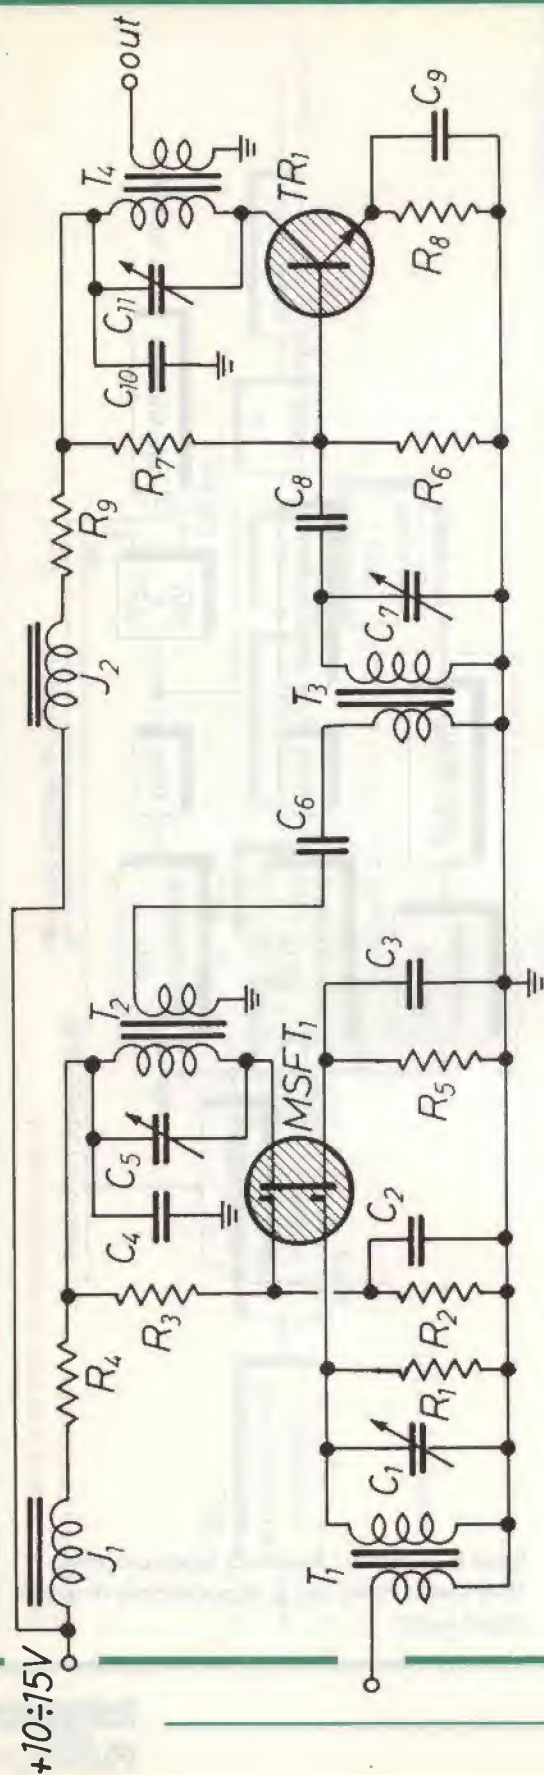 +10÷15V
J₁
R₄
R₃
C₄
C₅
T₂
J₂
R₉
R₇
C₁₀
C₁₁
T₄
out
MSFT₁
TR₁
T₁
C₁
R₁
R₂
C₂
R₅
C₃
C₆
T₃
C₇
C₈
R₆
R₈
C₉